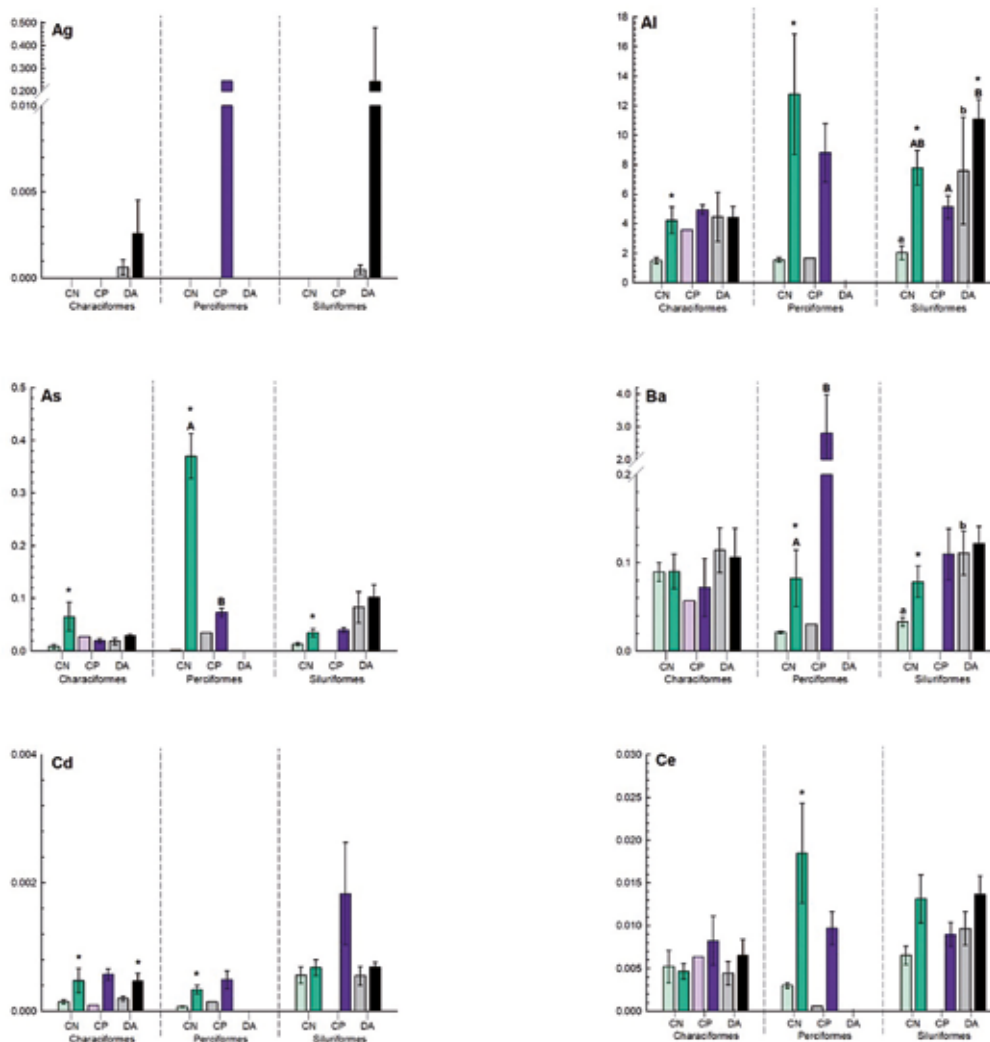 Ag
0.500
0.400
0.300
0.200
0.010
0.005
0.000
CN CP DA CN CP DA CN CP DA
Characiformes Perciformes Siluriformes
Al
18
16
14
12
10
8
6
4
2
0
*
*
a
*
AB
A
b
*
B
CN CP DA CN CP DA CN CP DA
Characiformes Perciformes Siluriformes
As
0.5
0.4
0.3
0.2
0.1
0.0
*
*
A
B
*
CN CP DA CN CP DA CN CP DA
Characiformes Perciformes Siluriformes
Ba
4.0
3.0
2.0
0.2
0.1
0.0
*
A
B
a
*
b
CN CP DA CN CP DA CN CP DA
Characiformes Perciformes Siluriformes
Cd
0.004
0.002
0.000
*
*
*
CN CP DA CN CP DA CN CP DA
Characiformes Perciformes Siluriformes
Ce
0.030
0.025
0.020
0.015
0.010
0.005
0.000
*
CN CP DA CN CP DA CN CP DA
Characiformes Perciformes Siluriformes